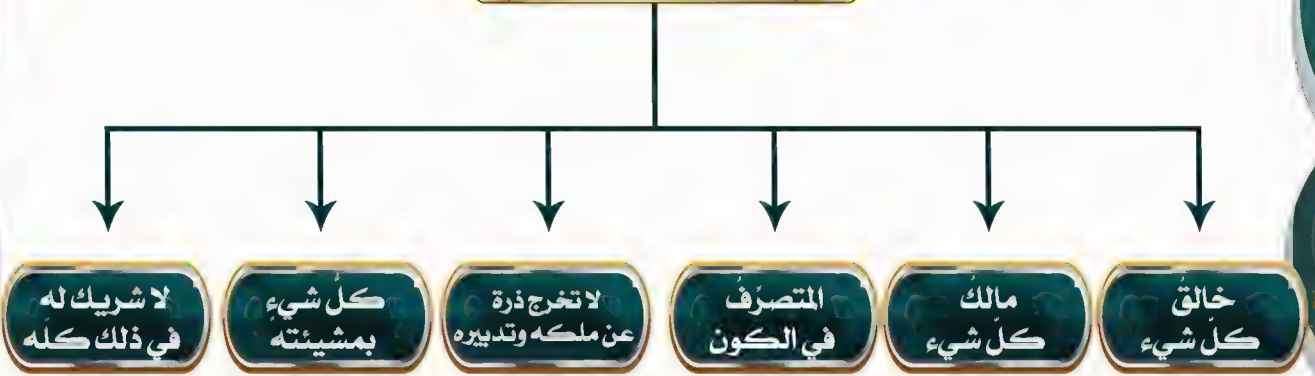 خالقُ
كلّ شيء
مالكُ
كلّ شيء
المتصرِّفُ
في الكون
لا تخرج ذرة
عن ملكه وتدبيره
كلُّ شيءٍ
بمشيئته
لا شريك له
في ذلك كلّه